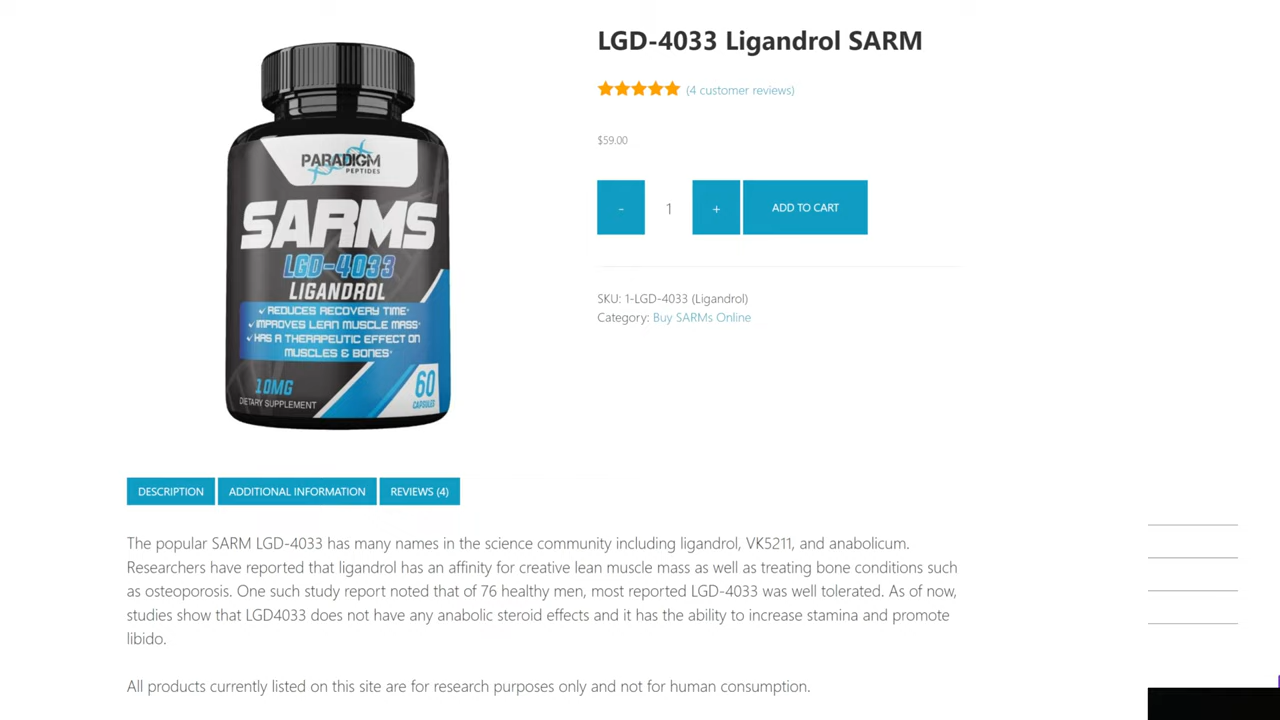 LGD-4033 Ligandrol SARM
(4 customer reviews)
$59.00
- 1 + ADD TO CART
SKU: 1-LGD-4033 (Ligandrol)
Category: Buy SARMs Online
PARADIGM
PEPTIDES
SARMS
LGD-4033
LIGANDROL
✓ REDUCES RECOVERY TIME*
✓ IMPROVES LEAN MUSCLE MASS*
✓ HAS A THERAPEUTIC EFFECT ON
MUSCLES & BONES*
10MG
DIETARY SUPPLEMENT
60
CAPSULES
DESCRIPTION ADDITIONAL INFORMATION REVIEWS (4)
The popular SARM LGD-4033 has many names in the science community including ligandrol, VK5211, and anabolicum.
Researchers have reported that ligandrol has an affinity for creative lean muscle mass as well as treating bone conditions such
as osteoporosis. One such study report noted that of 76 healthy men, most reported LGD-4033 was well tolerated. As of now,
studies show that LGD4033 does not have any anabolic steroid effects and it has the ability to increase stamina and promote
libido.
All products currently listed on this site are for research purposes only and not for human consumption.